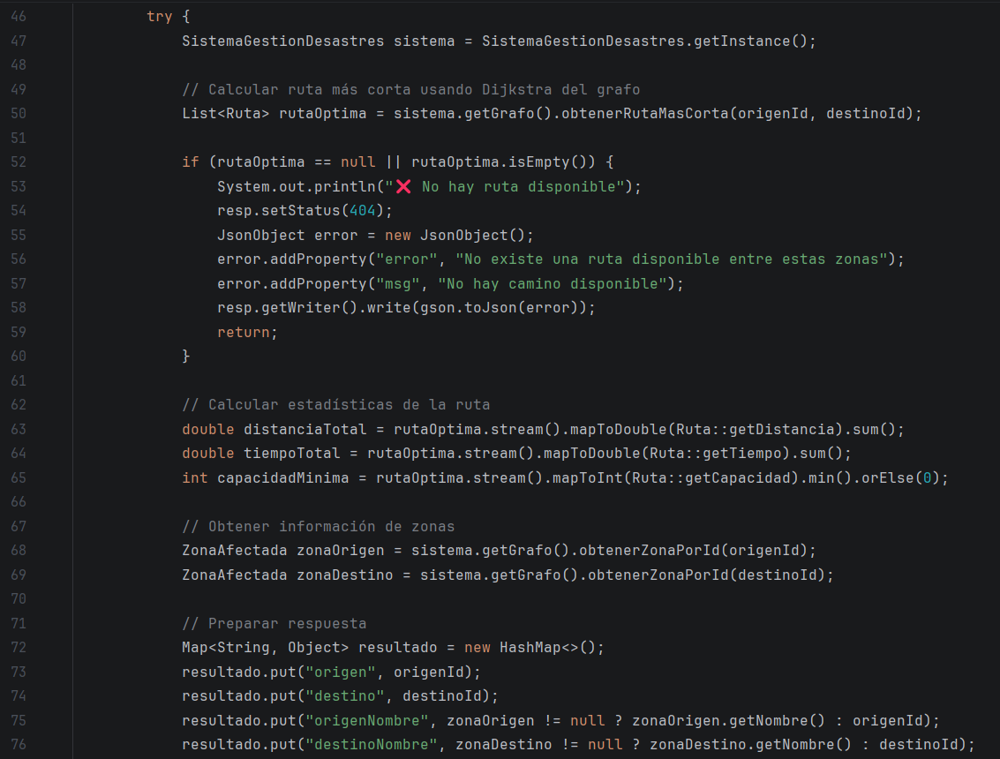 46 try {
47 SistemaGestionDesastres sistema = SistemaGestionDesastres.getInstance();
48
49 // Calcular ruta más corta usando Dijkstra del grafo
50 List<Ruta> rutaOptima = sistema.getGrafo().obtenerRutaMasCorta(origenId, destinoId);
51
52 if (rutaOptima == null || rutaOptima.isEmpty()) {
53 System.out.println("❌ No hay ruta disponible");
54 resp.setStatus(404);
55 JsonObject error = new JsonObject();
56 error.addProperty("error", "No existe una ruta disponible entre estas zonas");
57 error.addProperty("msg", "No hay camino disponible");
58 resp.getWriter().write(gson.toJson(error));
59 return;
60 }
61
62 // Calcular estadísticas de la ruta
63 double distanciaTotal = rutaOptima.stream().mapToDouble(Ruta::getDistancia).sum();
64 double tiempoTotal = rutaOptima.stream().mapToDouble(Ruta::getTiempo).sum();
65 int capacidadMinima = rutaOptima.stream().mapToInt(Ruta::getCapacidad).min().orElse(0);
66
67 // Obtener información de zonas
68 ZonaAfectada zonaOrigen = sistema.getGrafo().obtenerZonaPorId(origenId);
69 ZonaAfectada zonaDestino = sistema.getGrafo().obtenerZonaPorId(destinoId);
70
71 // Preparar respuesta
72 Map<String, Object> resultado = new HashMap<>();
73 resultado.put("origen", origenId);
74 resultado.put("destino", destinoId);
75 resultado.put("origenNombre", zonaOrigen != null ? zonaOrigen.getNombre() : origenId);
76 resultado.put("destinoNombre", zonaDestino != null ? zonaDestino.getNombre() : destinoId);